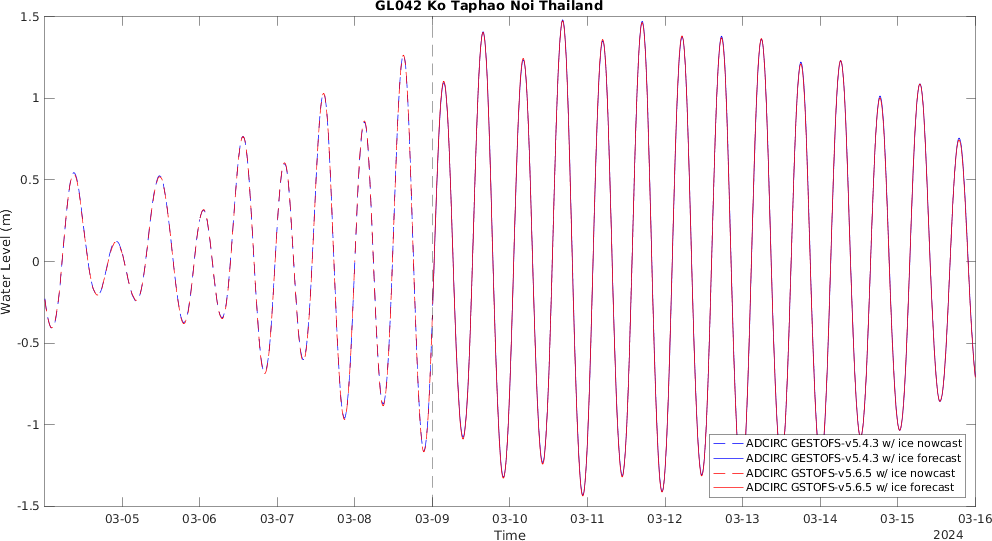 GL042 Ko Taphao Noi Thailand
1.5
1
0.5
0
-0.5
-1
-1.5
Water Level (m)
ADCIRC GESTOFS-v5.4.3 w/ ice nowcast
ADCIRC GESTOFS-v5.4.3 w/ ice forecast
ADCIRC GSTOFS-v5.6.5 w/ ice nowcast
ADCIRC GSTOFS-v5.6.5 w/ ice forecast
03-05 03-06 03-07 03-08 03-09 03-10 03-11 03-12 03-13 03-14 03-15 03-16
Time
2024